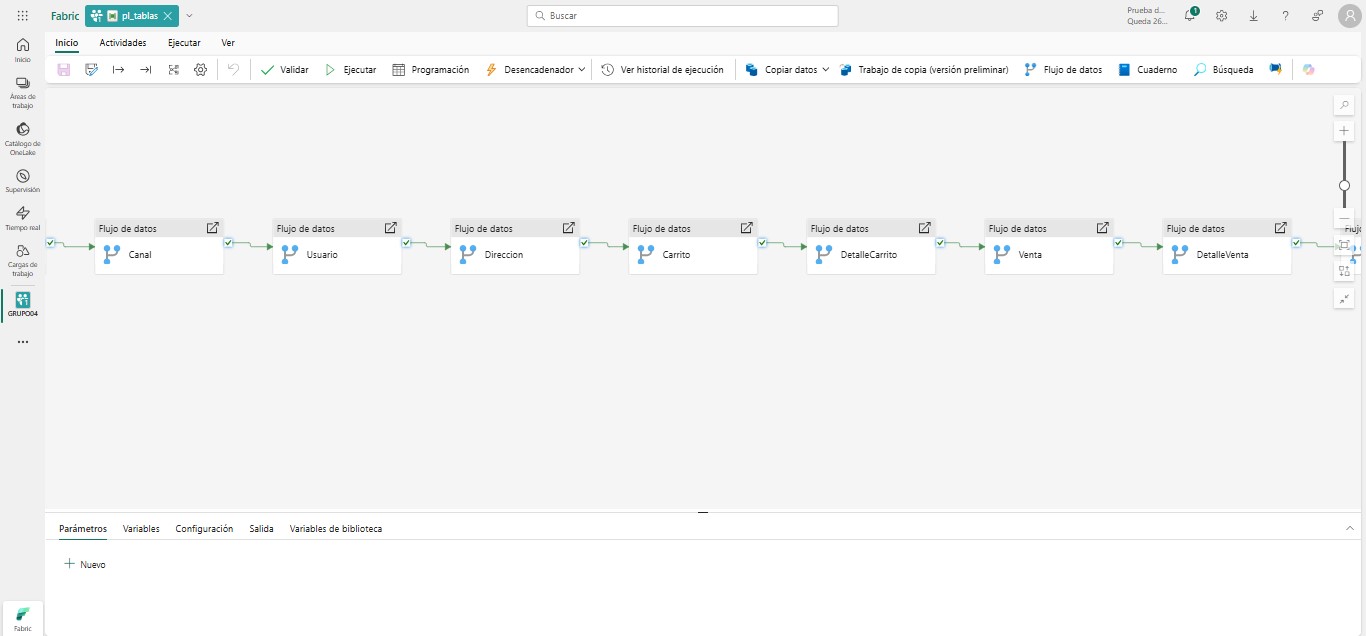 Fabric
pl_tablas
Buscar
Prueba d...
Queda 26...
1
Inicio
Actividades
Ejecutar
Ver
Validar
Ejecutar
Programación
Desencadenador
Ver historial de ejecución
Copiar datos
Trabajo de copia (versión preliminar)
Flujo de datos
Cuaderno
Búsqueda
Inicio
Áreas de
trabajo
Catálogo de
OneLake
Supervisión
Tiempo real
Cargas de
trabajo
GRUPO04
Fabric
Flujo de datos
Canal
Flujo de datos
Usuario
Flujo de datos
Direccion
Flujo de datos
Carrito
Flujo de datos
DetalleCarrito
Flujo de datos
Venta
Flujo de datos
DetalleVenta
Parámetros
Variables
Configuración
Salida
Variables de biblioteca
Nuevo